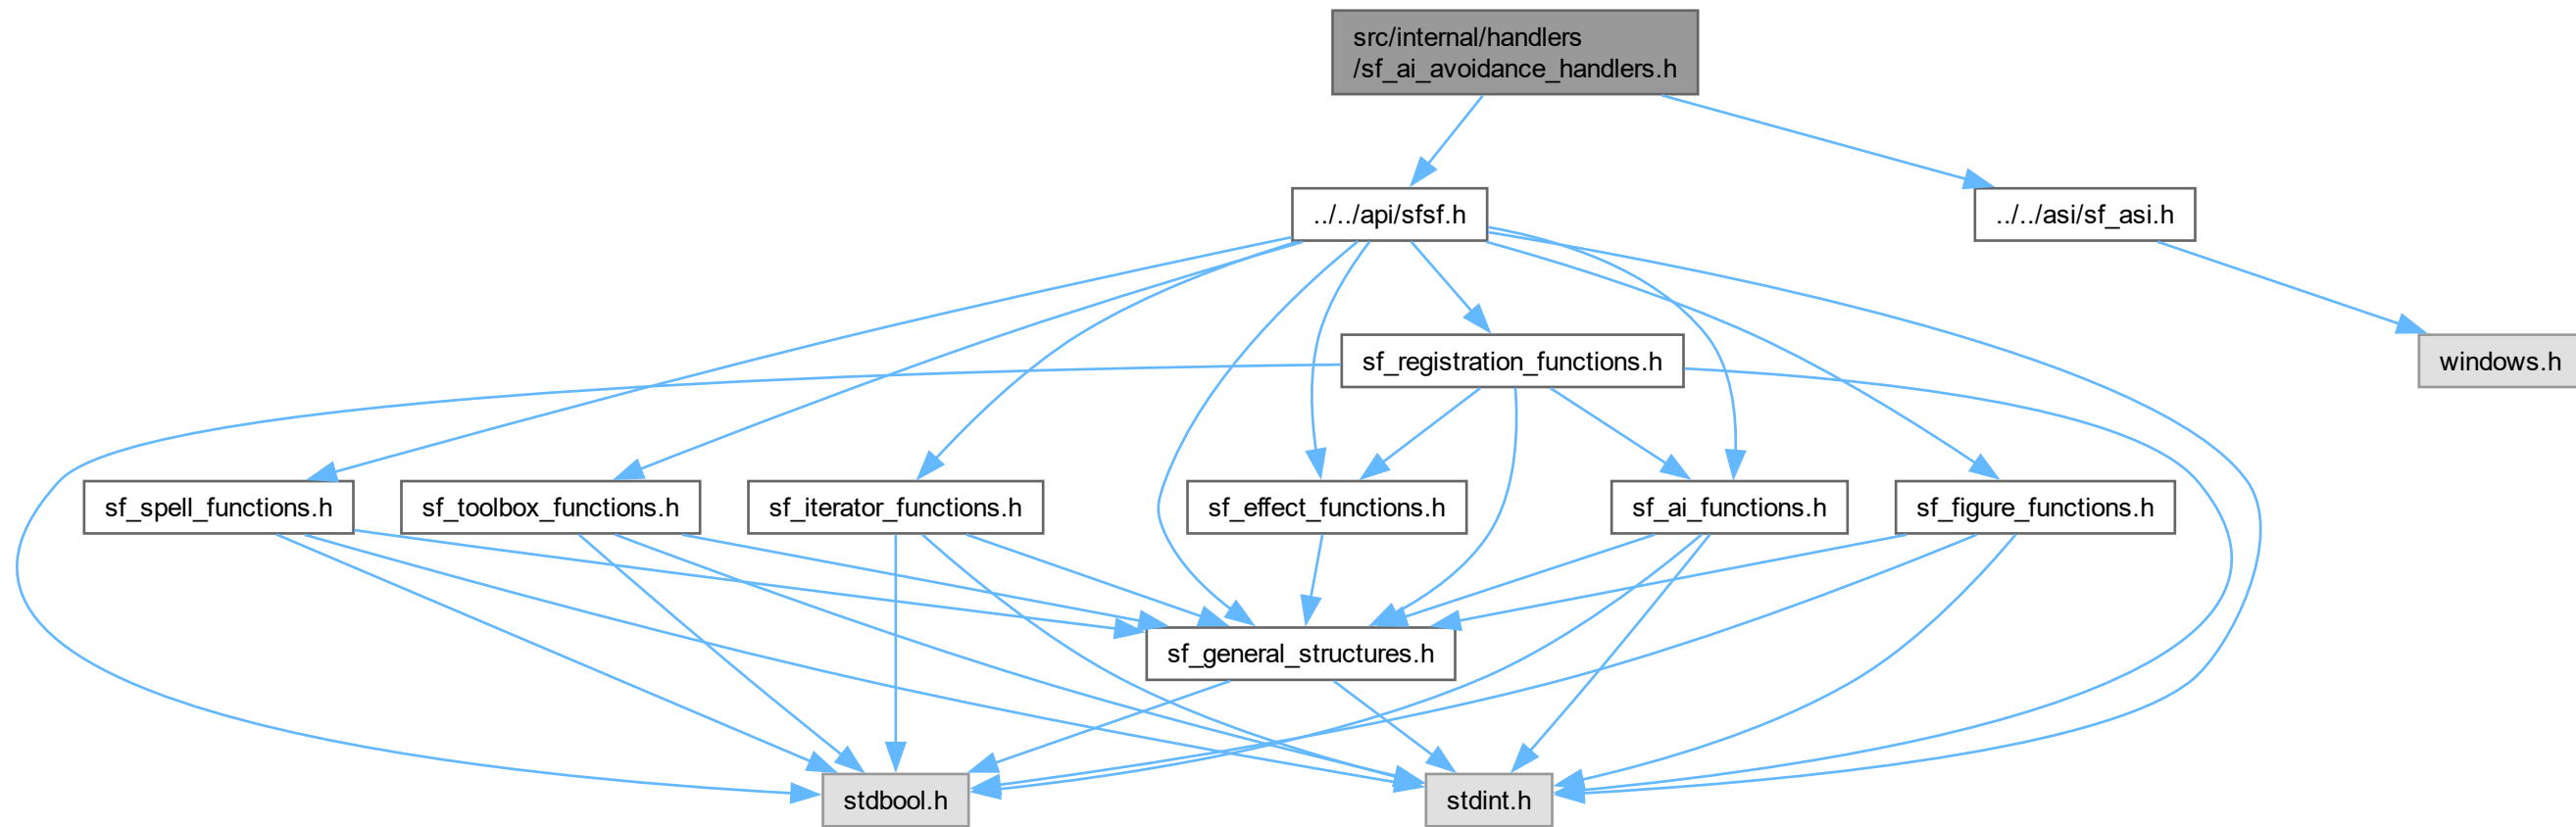 src/internal/handlers
/sf_ai_avoidance_handlers.h
../../api/sfsf.h
../../asi/sf_asi.h
sf_registration_functions.h
windows.h
sf_spell_functions.h
sf_toolbox_functions.h
sf_iterator_functions.h
sf_effect_functions.h
sf_ai_functions.h
sf_figure_functions.h
sf_general_structures.h
stdbool.h
stdint.h